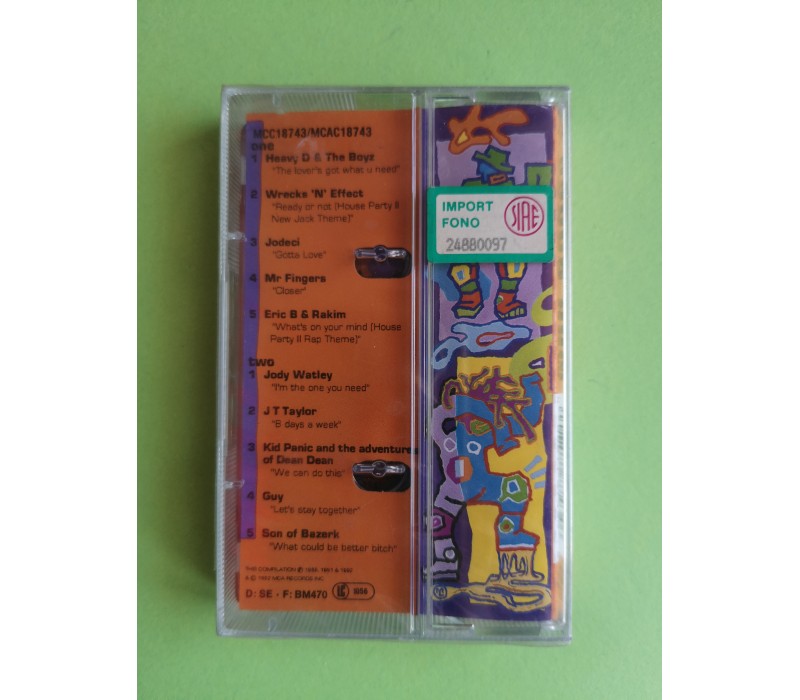 MCC18743/MCAC18743
one
1 Heavy D & The Boyz
"The lover's got what u need"
2 Wrecks 'N' Effect
"Ready or not [House Party II
New Jack Theme]"
3 Jodeci
"Gotta Love"
4 Mr Fingers
"Closer"
5 Eric B & Rakim
"What's on your mind [House
Party II Rap Theme]"
two
1 Jody Watley
"I'm the one you need"
2 J T Taylor
"6 days a week"
3 Kid Panic and the adventures
of Dean Dean
"We can do this"
4 Guy
"Let's stay together"
5 Son of Bazerk
"What could be better bitch"
D: SE - F: BM470
IMPORT
FONO
SIAE
24880097